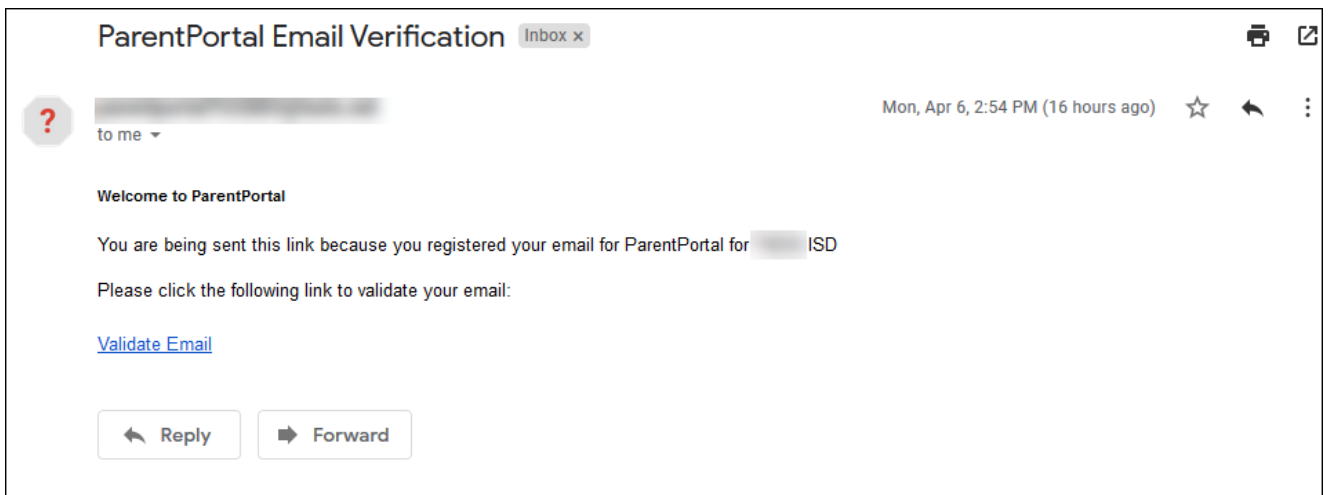 ParentPortal Email Verification Inbox x
? Mon, Apr 6, 2:54 PM (16 hours ago)
to me
Welcome to ParentPortal
You are being sent this link because you registered your email for ParentPortal for ISD
Please click the following link to validate your email:
Validate Email
Reply Forward